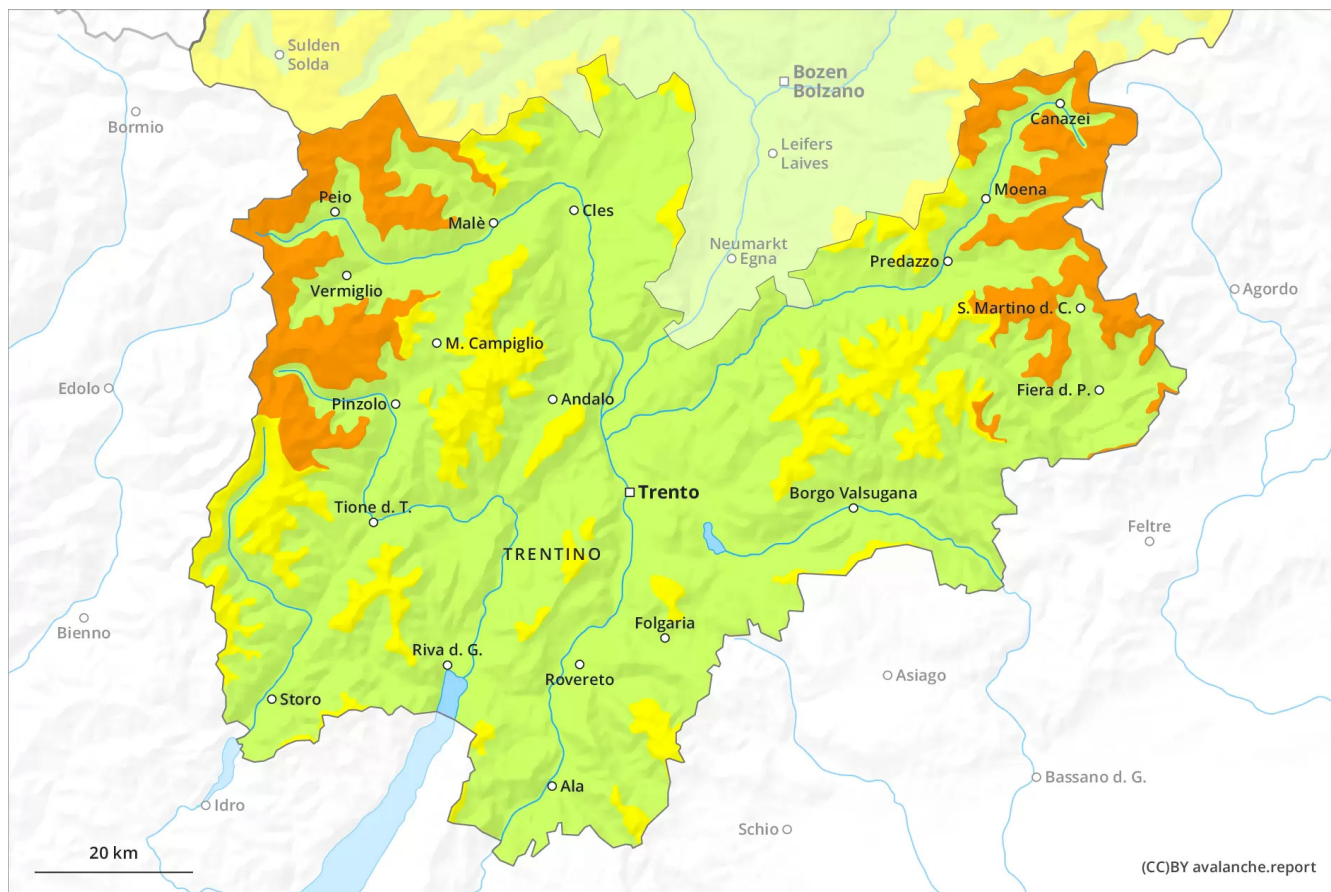 Sulden
Solda
Bozen
Bolzano
Bormio
Canazei
Leifers
Laives
Peio
Moena
Malè
Cles
Neumarkt
Egna
Predazzo
Vermiglio
Agordo
S. Martino d. C.
M. Campiglio
Edolo
Fiera d. P.
Pinzolo
Andalo
Trento
Borgo Valsugana
Tione d. T.
Feltre
TRENTINO
Bienno
Folgaria
Riva d. G.
Rovereto
Asiago
Storo
Bassano d. G.
Ala
Idro
Schio
20 km
(CC)BY avalanche.report